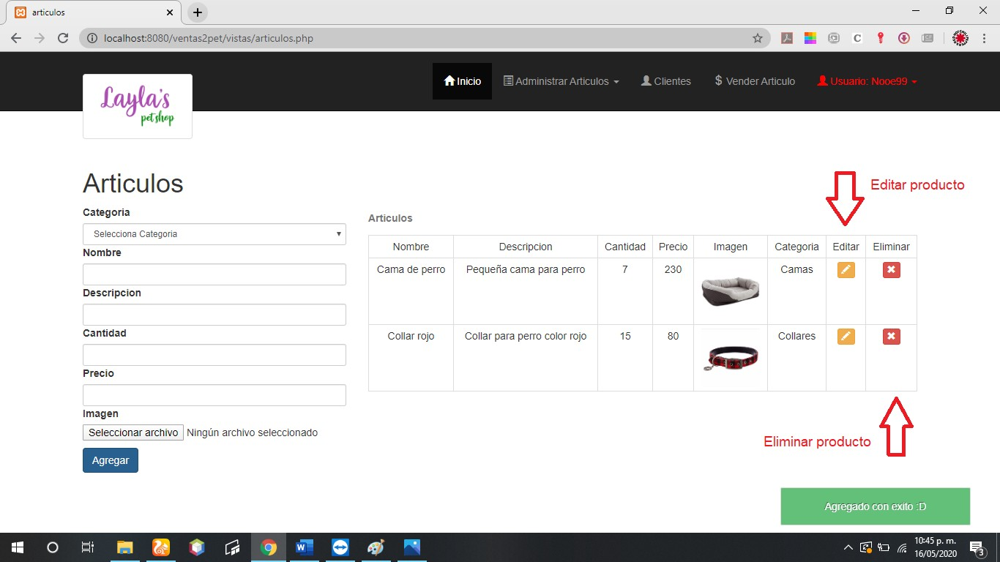 articulos
localhost:8080/ventas2pet/vistas/articulos.php
C
Layla's
pet shop
Inicio
Administrar Articulos
Clientes
$ Vender Articulo
Usuario: Nooe99
Articulos
Categoria
Selecciona Categoria
Nombre
Descripcion
Cantidad
Precio
Imagen
Seleccionar archivo Ningún archivo seleccionado
Agregar
Editar producto
Articulos
Nombre Descripcion Cantidad Precio Imagen Categoria Editar Eliminar
Cama de perro Pequeña cama para perro 7 230 Camas
Collar rojo Collar para perro color rojo 15 80 Collares
Eliminar producto
Agregado con exito :D
10:45 p. m.
16/05/2020
3